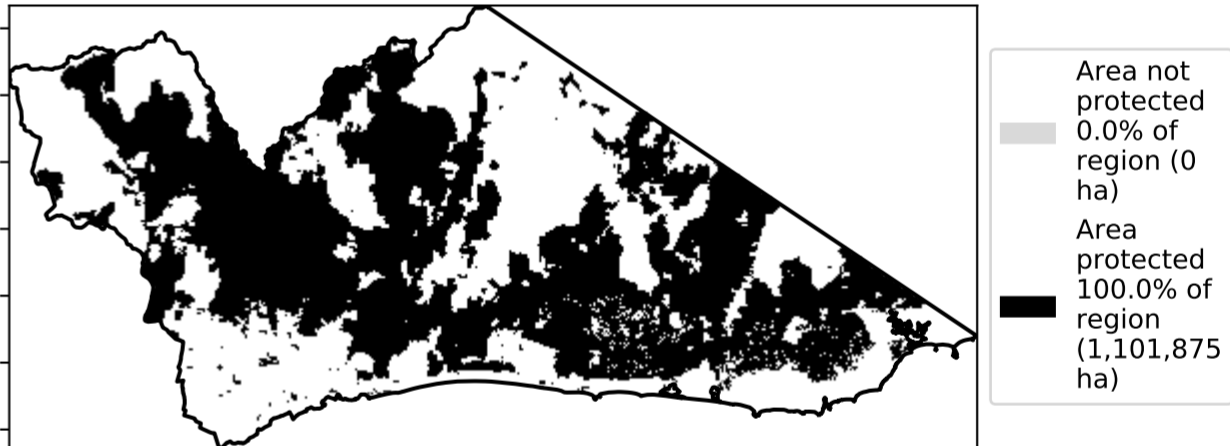 Area not
protected
0.0% of
region (0
ha)
Area
protected
100.0% of
region
(1,101,875
ha)